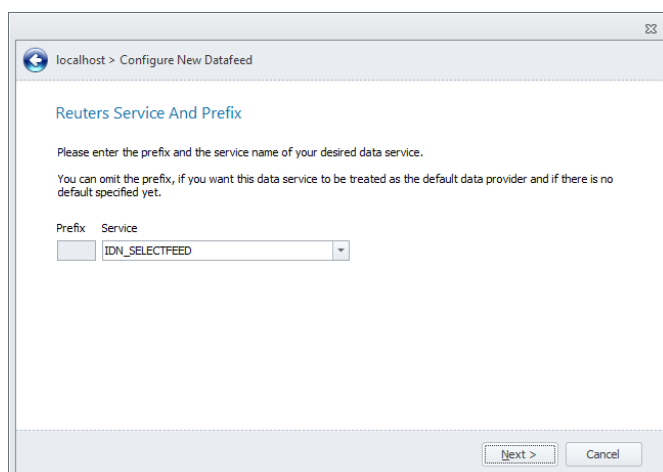 localhost > Configure New Datafeed
Reuters Service And Prefix
Please enter the prefix and the service name of your desired data service.
You can omit the prefix, if you want this data service to be treated as the default data provider and if there is no
default specified yet.
Prefix Service
IDN_SELECTFEED
Next > Cancel